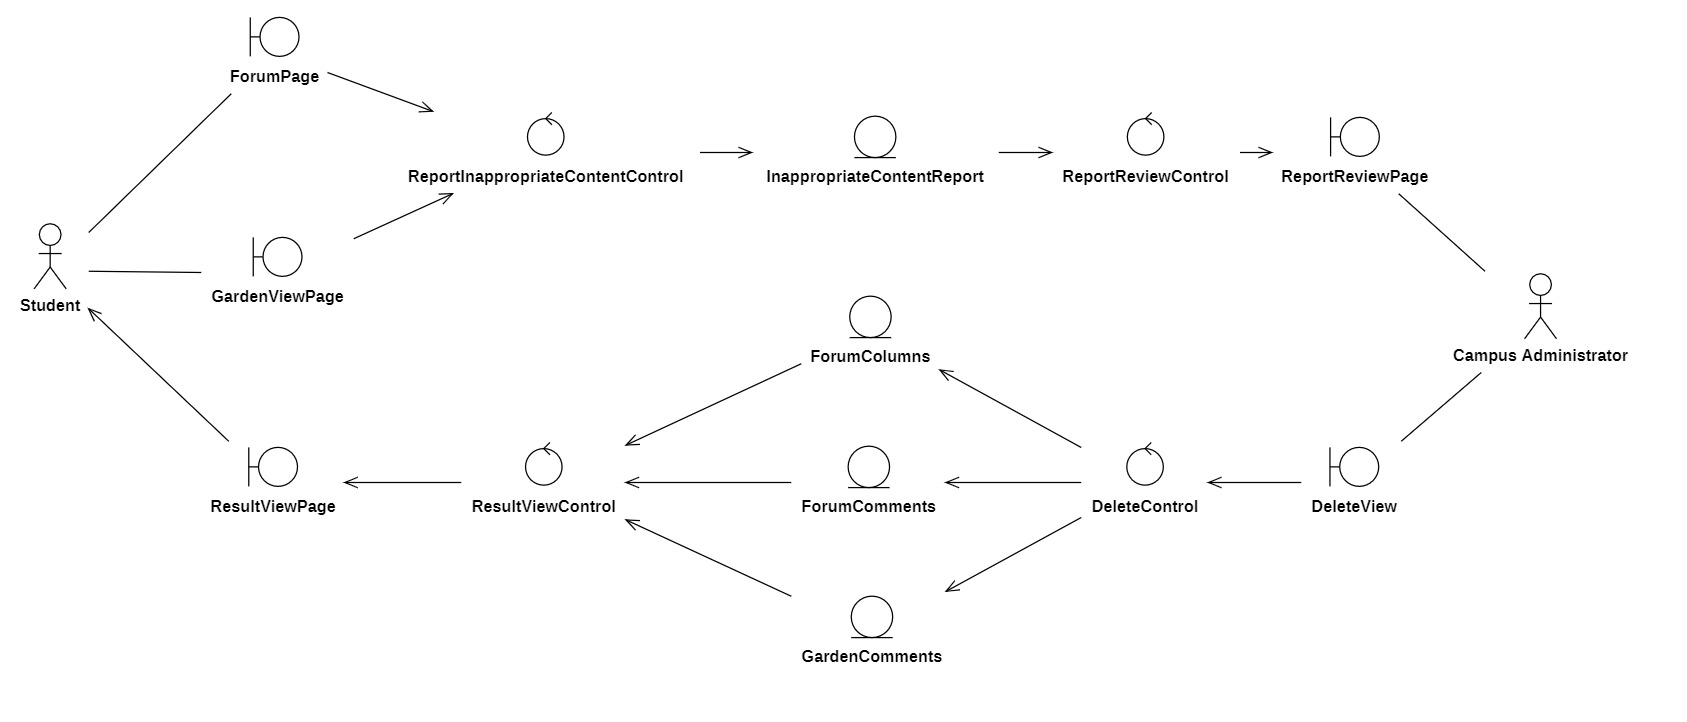 ForumPage
ReportInappropriateContentControl
InappropriateContentReport
ReportReviewControl
ReportReviewPage
GardenViewPage
Student
ForumColumns
Campus Administrator
ResultViewPage
ResultViewControl
ForumComments
DeleteControl
DeleteView
GardenComments